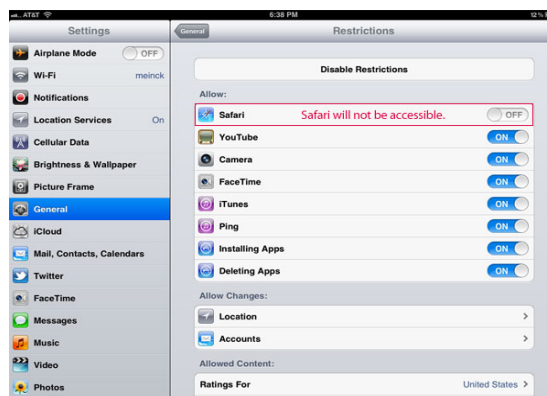 AT&T 6:38 PM 12%
Settings
General Restrictions
Airplane Mode OFF
Wi-Fi meinck
Notifications
Location Services On
Cellular Data
Brightness & Wallpaper
Picture Frame
General
iCloud
Mail, Contacts, Calendars
Twitter
FaceTime
Messages
Music
Video
Photos
Disable Restrictions
Allow:
Safari Safari will not be accessible. OFF
YouTube ON
Camera ON
FaceTime ON
iTunes ON
Ping ON
Installing Apps ON
Deleting Apps ON
Allow Changes:
Location
Accounts
Allowed Content:
Ratings For United States